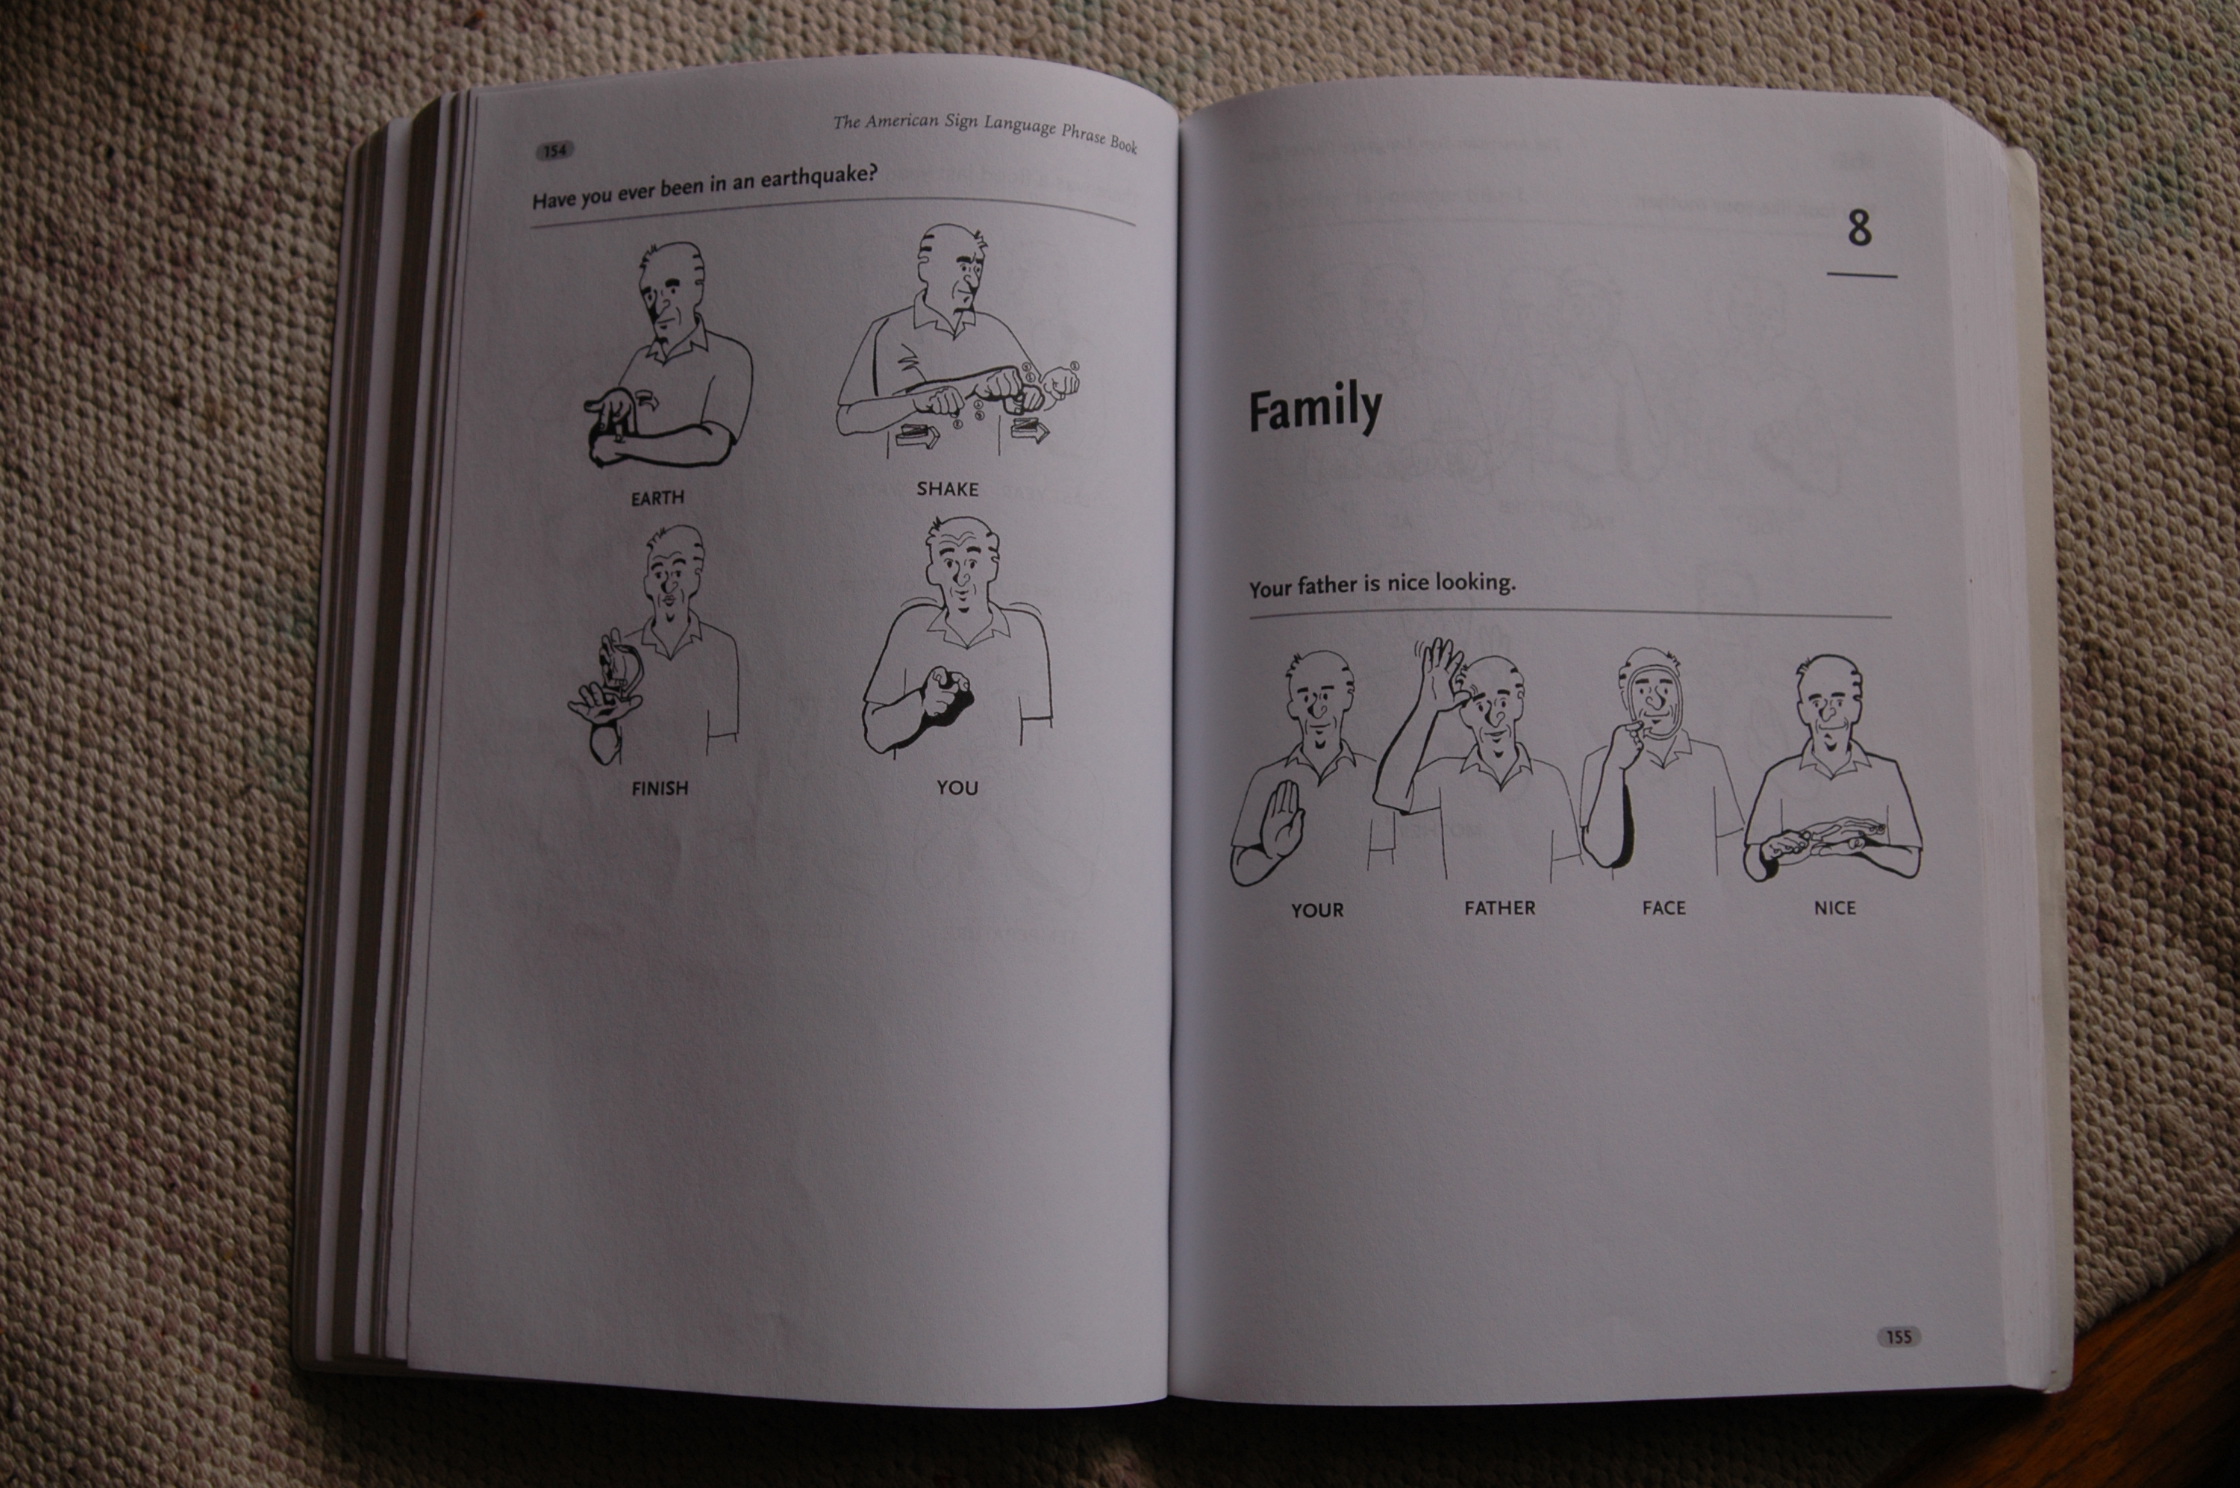 154
The American Sign Language Phrase Book
Have you ever been in an earthquake?
EARTH SHAKE
FINISH YOU
8
Family
Your father is nice looking.
YOUR FATHER FACE NICE
155